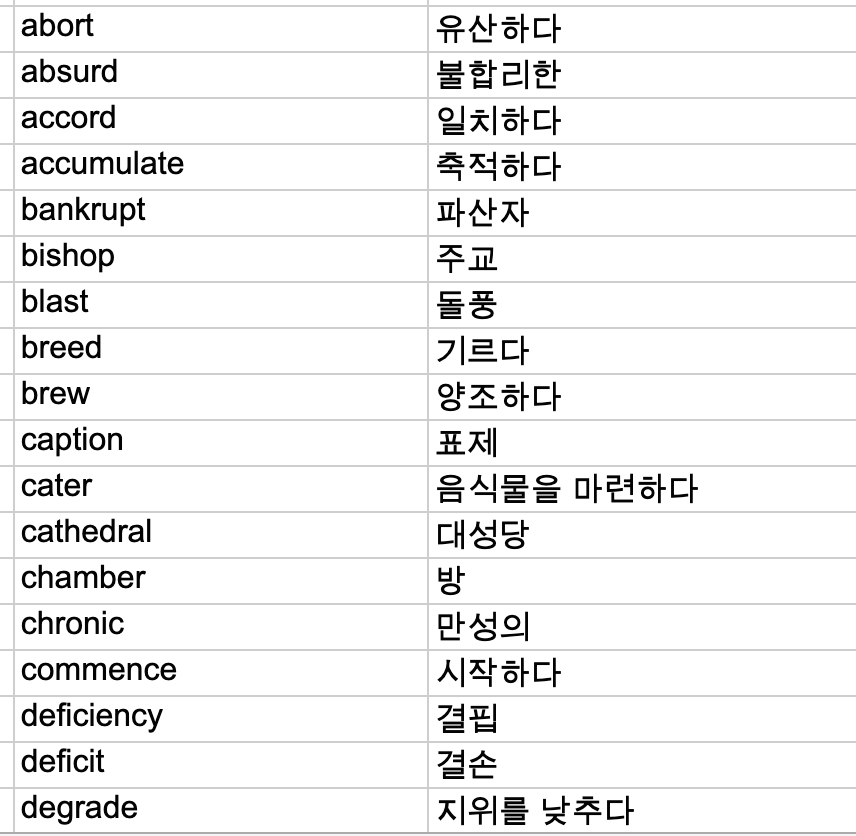 abort 유산하다
absurd 불합리한
accord 일치하다
accumulate 축적하다
bankrupt 파산자
bishop 주교
blast 돌풍
breed 기르다
brew 양조하다
caption 표제
cater 음식물을 마련하다
cathedral 대성당
chamber 방
chronic 만성의
commence 시작하다
deficiency 결핍
deficit 결손
degrade 지위를 낮추다